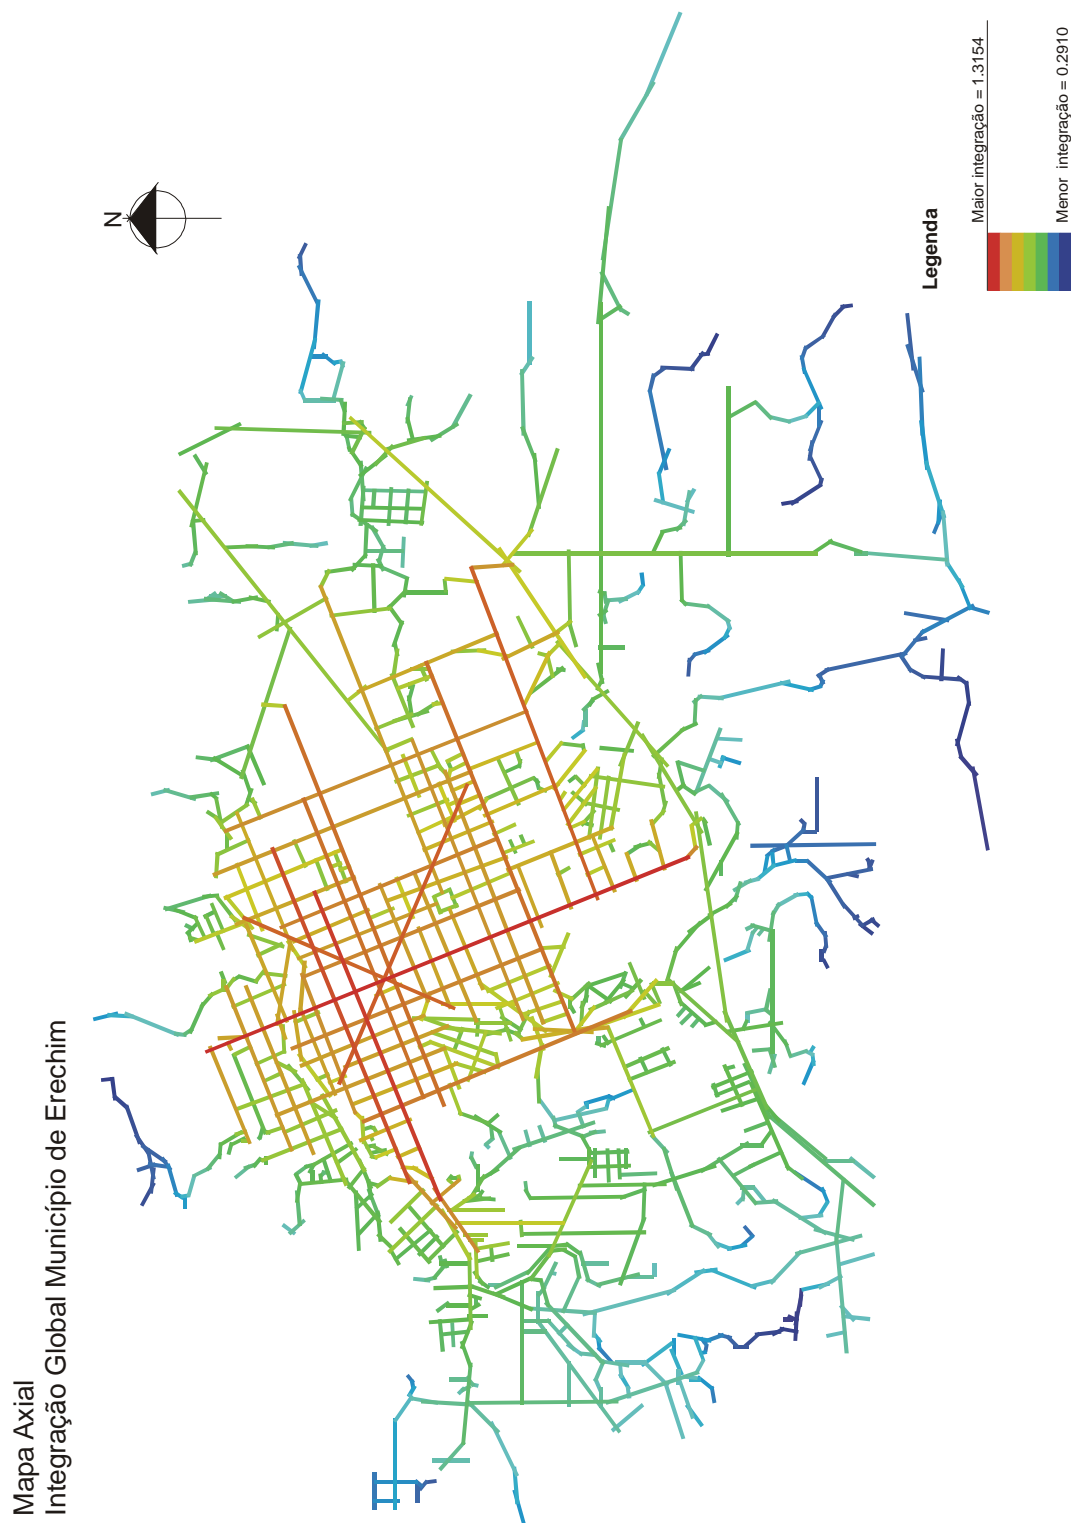 Mapa Axial
Integração Global Município de Erechim
N
Legenda
Maior integração = 1.3154
Menor integração = 0.2910